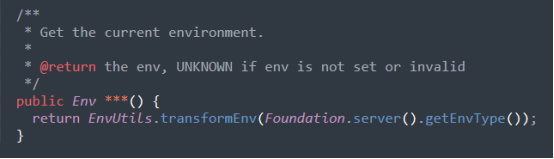 /**
* Get the current environment.
*
* @return the env, UNKNOWN if env is not set or invalid
*/
public Env ***() {
return EnvUtils.transformEnv(Foundation.server().getEnvType());
}